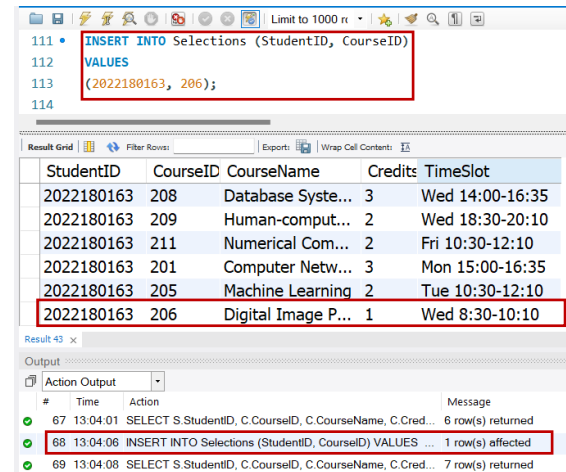 Limit to 1000 rc
111 INSERT INTO Selections (StudentID, CourseID)
112 VALUES
113 (2022180163, 206);
114
Result Grid Filter Rows: Export: Wrap Cell Content:
StudentID CourseID CourseName Credits TimeSlot
2022180163 208 Database Syste... 3 Wed 14:00-16:35
2022180163 209 Human-comput... 2 Wed 18:30-20:10
2022180163 211 Numerical Com... 2 Fri 10:30-12:10
2022180163 201 Computer Netw... 3 Mon 15:00-16:35
2022180163 205 Machine Learning 2 Tue 10:30-12:10
2022180163 206 Digital Image P... 1 Wed 8:30-10:10
Result 43 x
Output
Action Output
# Time Action Message
67 13:04:01 SELECT S.StudentID, C.CourseID, C.CourseName, C.Cred... 6 row(s) returned
68 13:04:06 INSERT INTO Selections (StudentID, CourseID) VALUES ... 1 row(s) affected
69 13:04:08 SELECT S.StudentID, C.CourseID, C.CourseName, C.Cred... 7 row(s) returned